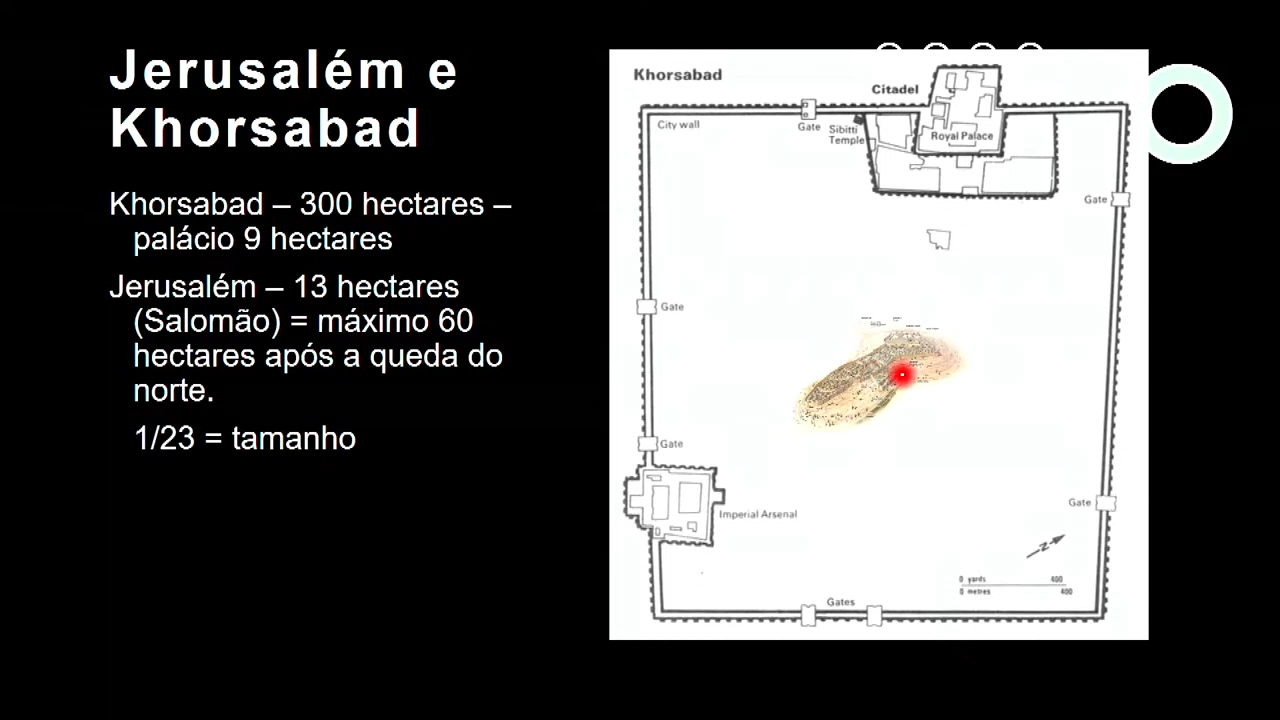 Jerusalém e
Khorsabad
Khorsabad – 300 hectares –
palácio 9 hectares
Jerusalém – 13 hectares
(Salomão) = máximo 60
hectares após a queda do
norte.
1/23 = tamanho
Khorsabad
Citadel
City wall
Gate
Sibitti
Temple
Royal Palace
Gate
Gate
Gate
Imperial Arsenal
Gate
N
0 yards 400
0 metres 400
Gates